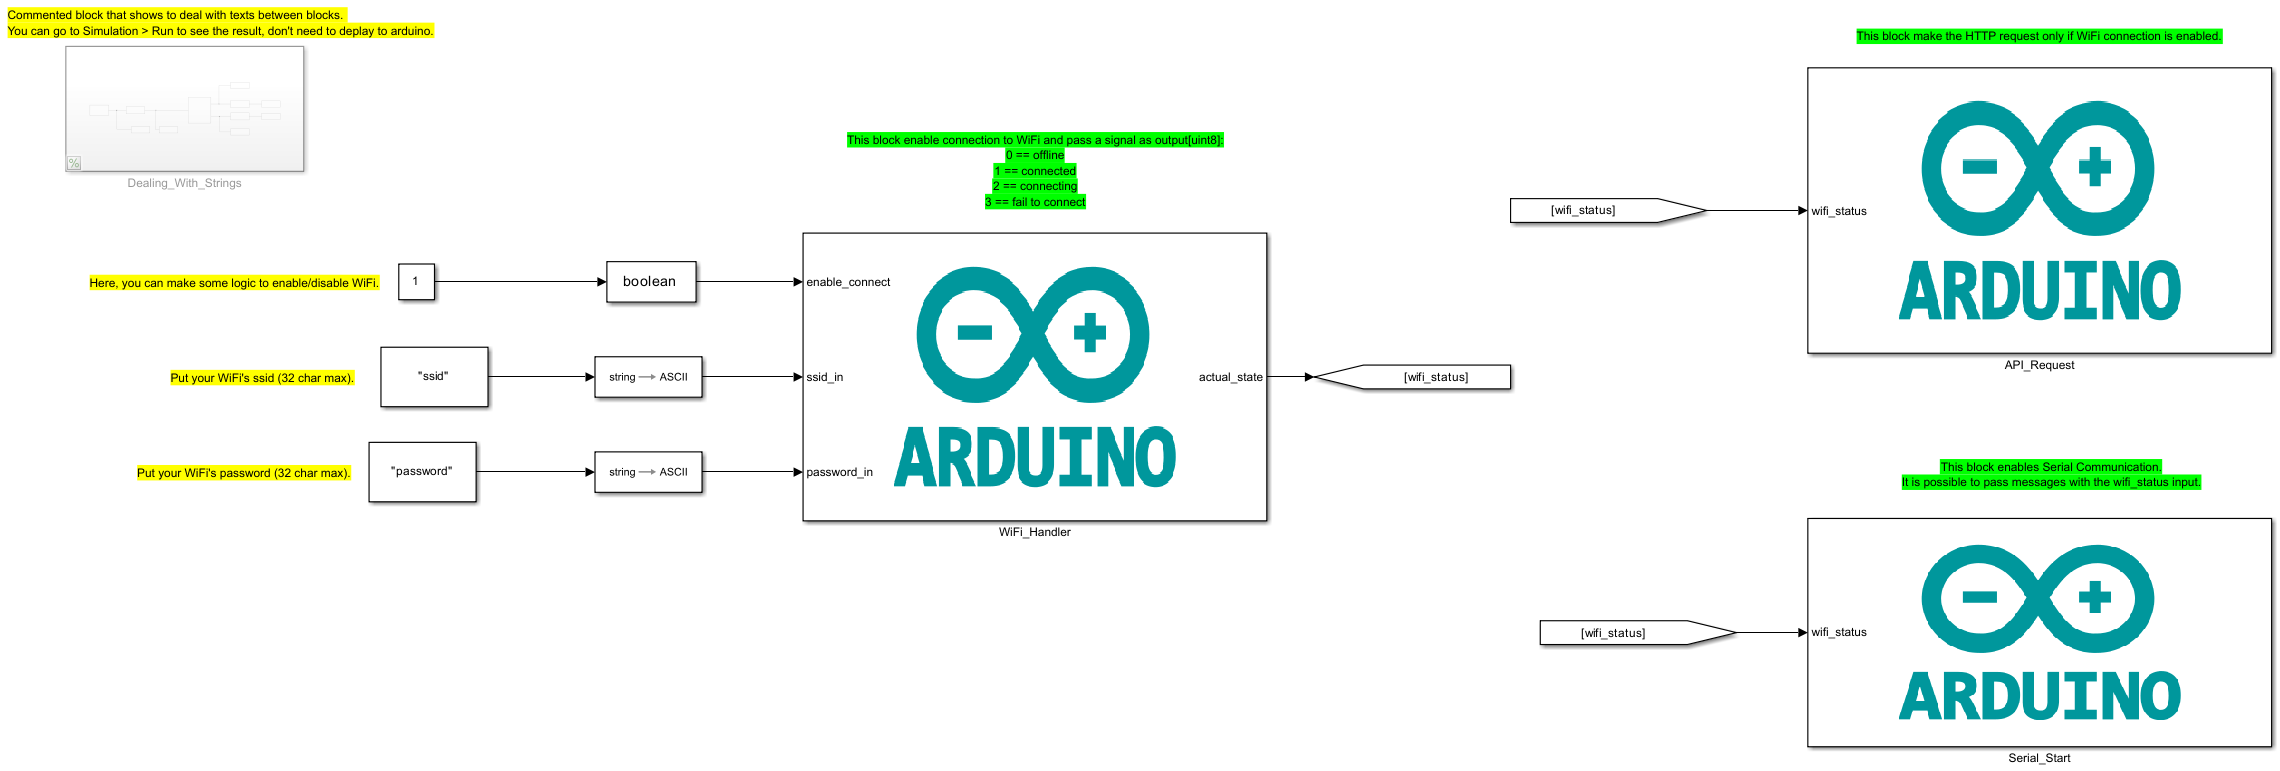 Commented block that shows to deal with texts between blocks.
You can go to Simulation > Run to see the result, don't need to deplay to arduino.
Dealing_With_Strings
This block enable connection to WiFi and pass a signal as output[uint8]:
0 == offline
1 == connected
2 == connecting
3 == fail to connect
Here, you can make some logic to enable/disable WiFi.
1
boolean
enable_connect
Put your WiFi's ssid (32 char max).
"ssid"
string → ASCII
ssid_in
Put your WiFi's password (32 char max).
"password"
string → ASCII
password_in
ARDUINO
actual_state
WiFi_Handler
[wifi_status]
This block make the HTTP request only if WiFi connection is enabled.
[wifi_status]
wifi_status
ARDUINO
API_Request
This block enables Serial Communication.
It is possible to pass messages with the wifi_status input.
[wifi_status]
wifi_status
ARDUINO
Serial_Start